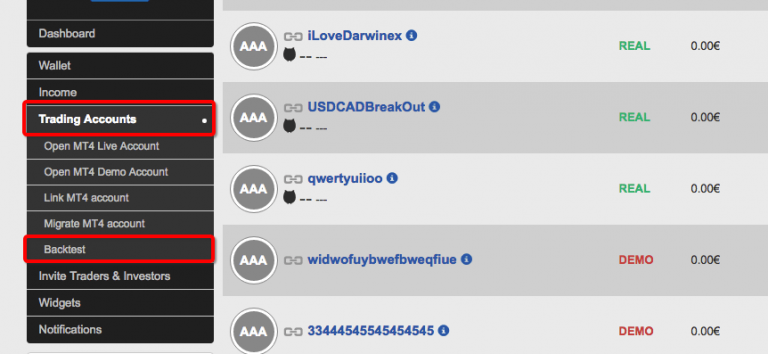 Dashboard
Wallet
Income
Trading Accounts
Open MT4 Live Account
Open MT4 Demo Account
Link MT4 account
Migrate MT4 account
Backtest
Invite Traders & Investors
Widgets
Notifications
AAA iLoveDarwinex REAL 0.00€
-- ---
AAA USDCADBreakOut REAL 0.00€
-- ---
AAA qwertyuiioo REAL 0.00€
-- ---
AAA widwofuybwefbweqfiue DEMO 0.00€
AAA 33444545545454545 DEMO 0.00€